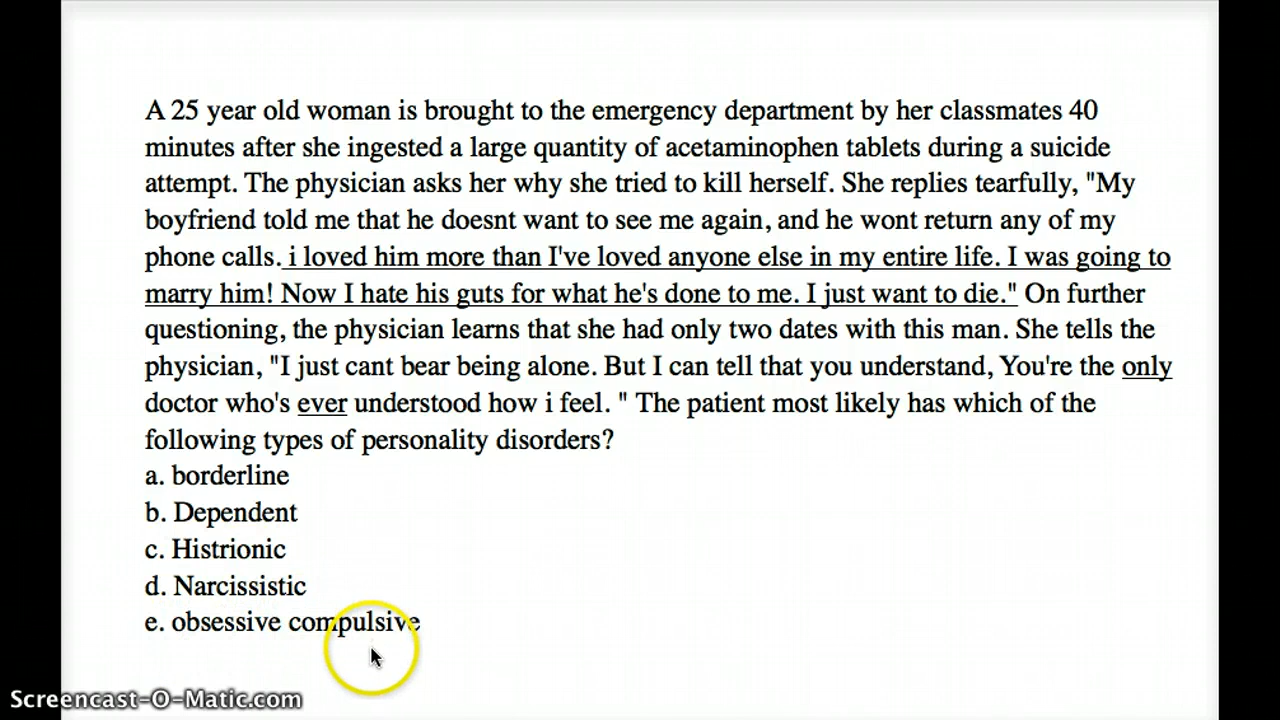 A 25 year old woman is brought to the emergency department by her classmates 40
minutes after she ingested a large quantity of acetaminophen tablets during a suicide
attempt. The physician asks her why she tried to kill herself. She replies tearfully, "My
boyfriend told me that he doesnt want to see me again, and he wont return any of my
phone calls. i loved him more than I've loved anyone else in my entire life. I was going to
marry him! Now I hate his guts for what he's done to me. I just want to die." On further
questioning, the physician learns that she had only two dates with this man. She tells the
physician, "I just cant bear being alone. But I can tell that you understand, You're the only
doctor who's ever understood how i feel. " The patient most likely has which of the
following types of personality disorders?
a. borderline
b. Dependent
c. Histrionic
d. Narcissistic
e. obsessive compulsive
Screencast-O-Matic.com